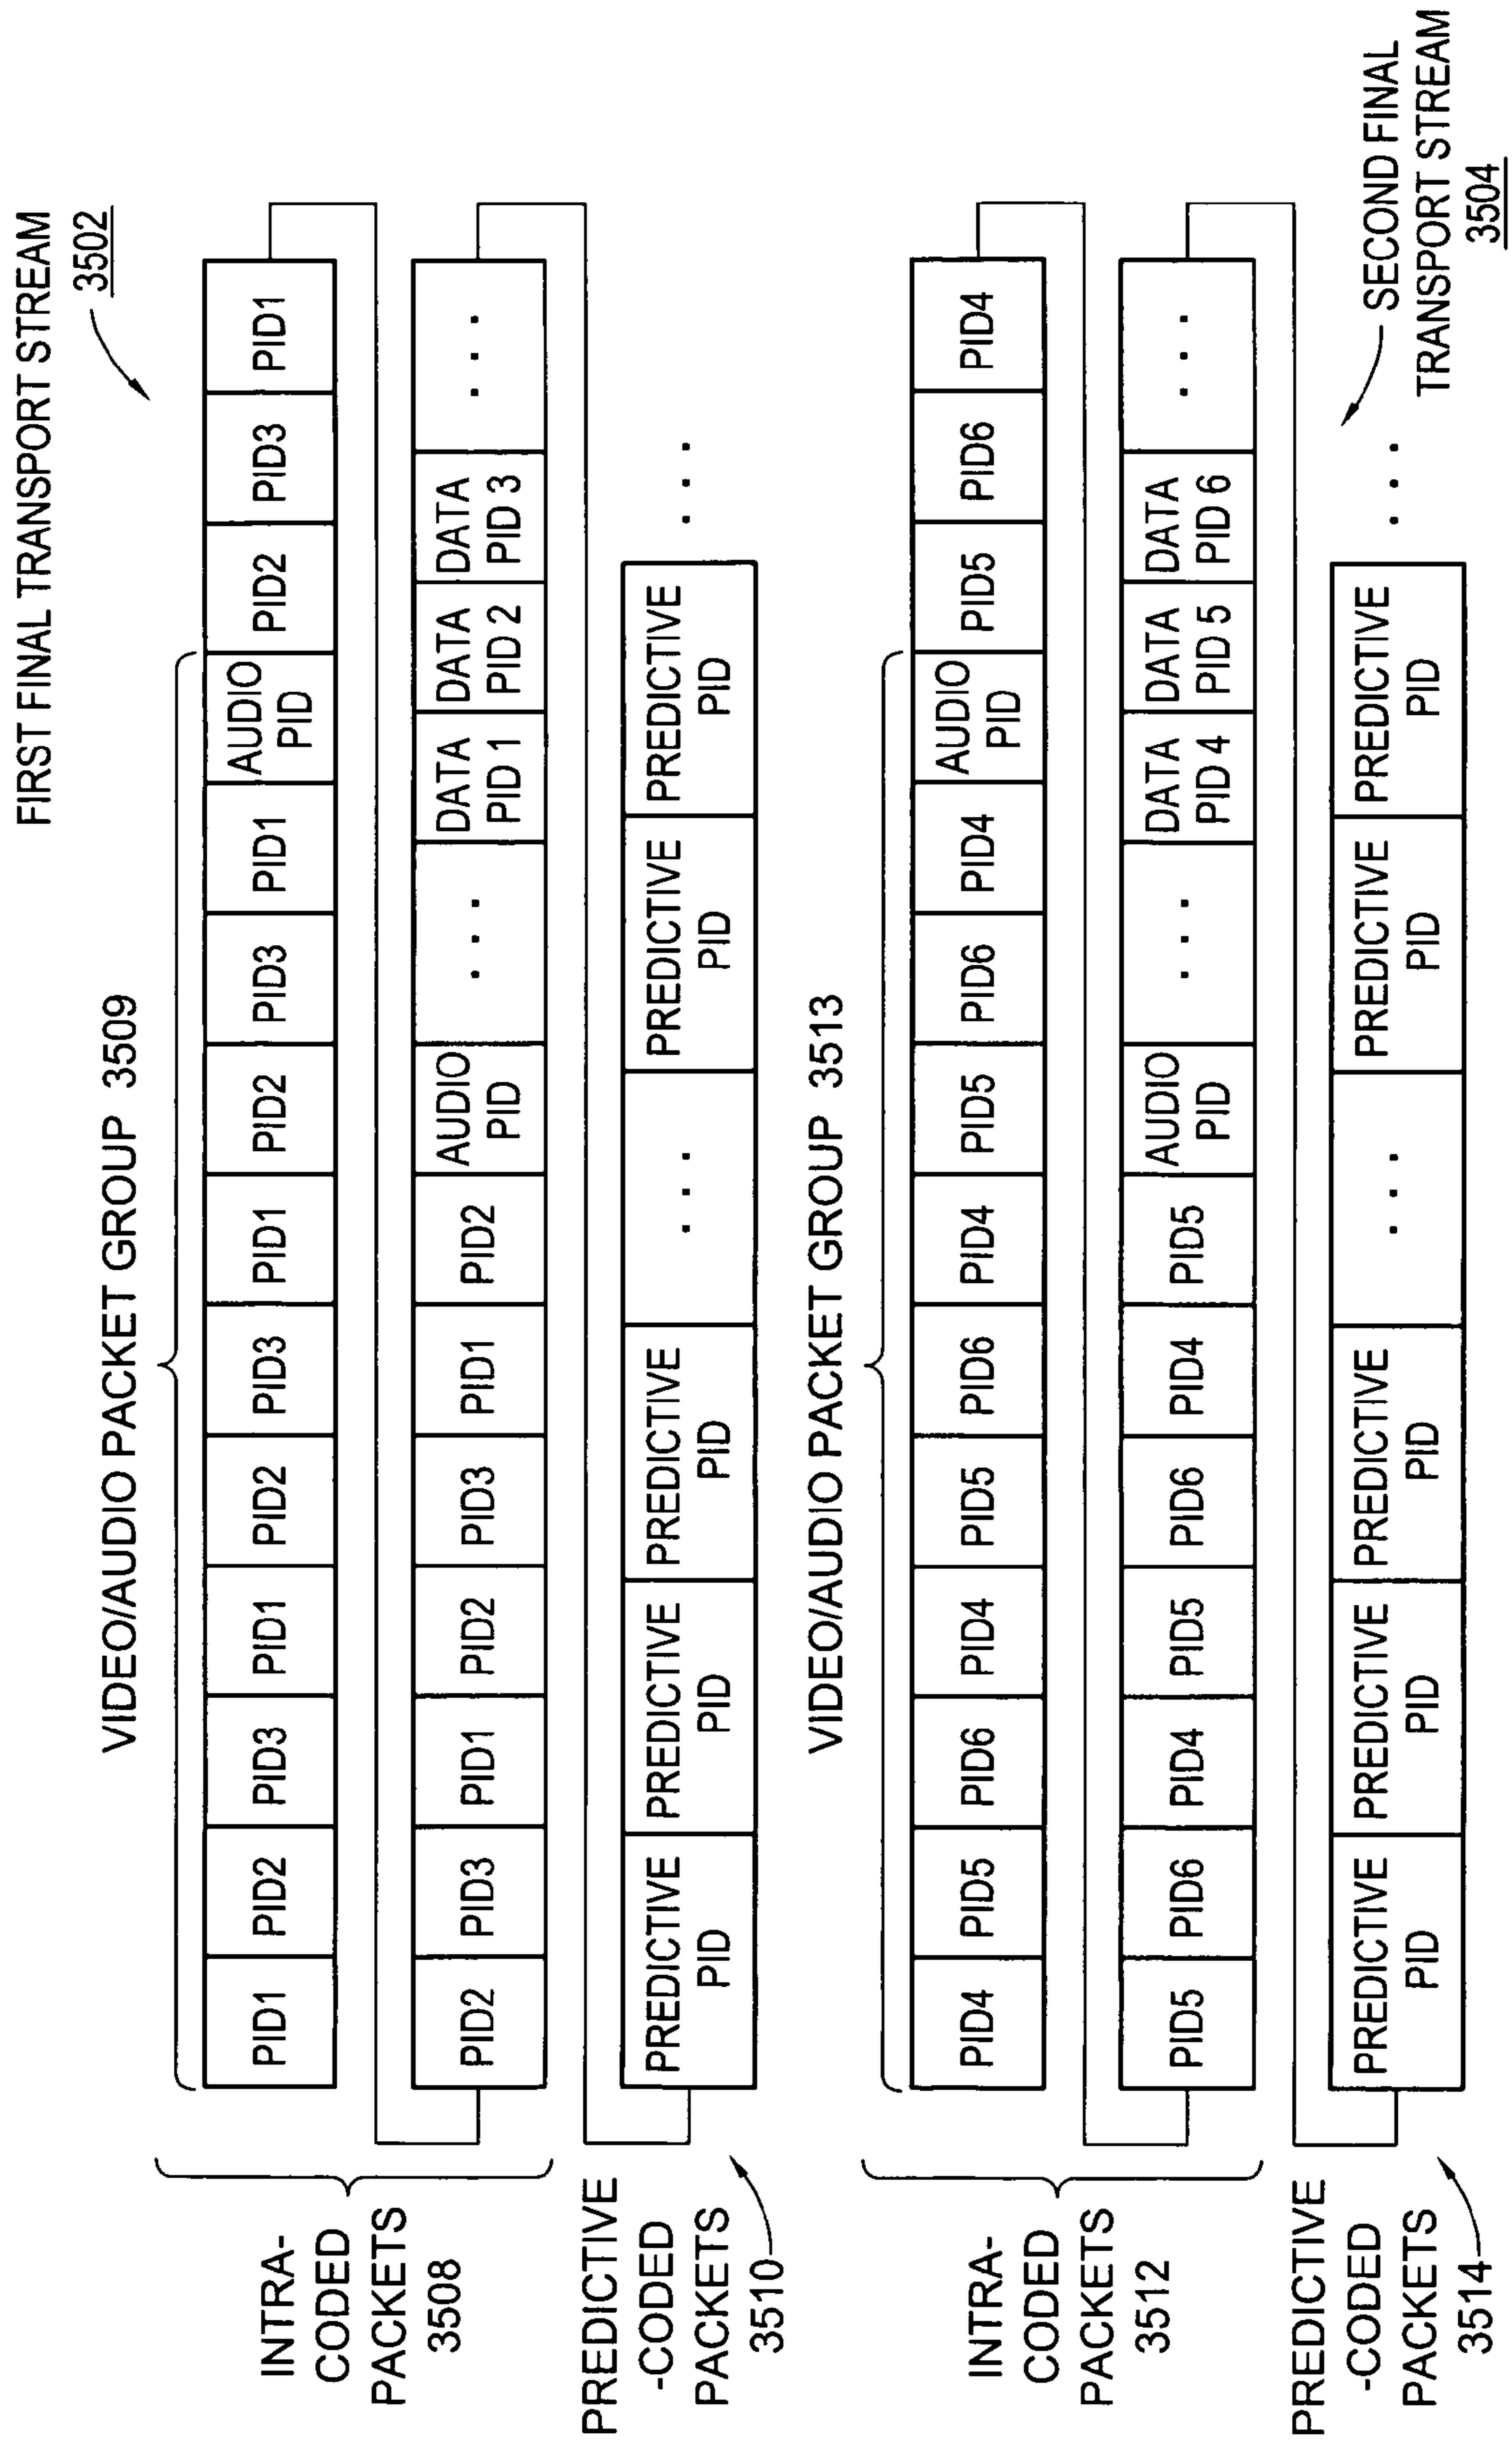 FIRST FINAL TRANSPORT STREAM
3502
VIDEO/AUDIO PACKET GROUP 3509
PID1 PID2 PID3 PID1 PID2 PID3 PID1 PID2 PID3 PID1 AUDIO PID PID2 PID3 PID1
INTRA-
CODED
PACKETS
3508
PID2 PID3 PID1 PID2 PID3 PID1 PID2 AUDIO PID ... DATA PID 1 DATA PID 2 DATA PID 3 ...
PREDICTIVE
-CODED
PACKETS
3510
PREDICTIVE PID PREDICTIVE PID PREDICTIVE PID ... PREDICTIVE PID PREDICTIVE PID ...
VIDEO/AUDIO PACKET GROUP 3513
PID4 PID5 PID6 PID4 PID5 PID6 PID4 PID5 PID6 PID4 AUDIO PID PID5 PID6 PID4
INTRA-
CODED
PACKETS
3512
PID5 PID6 PID4 PID5 PID6 PID4 PID5 AUDIO PID ... DATA PID 4 DATA PID 5 DATA PID 6 ...
PREDICTIVE
-CODED
PACKETS
3514
PREDICTIVE PID PREDICTIVE PID PREDICTIVE PID ... PREDICTIVE PID PREDICTIVE PID ...
SECOND FINAL
TRANSPORT STREAM
3504